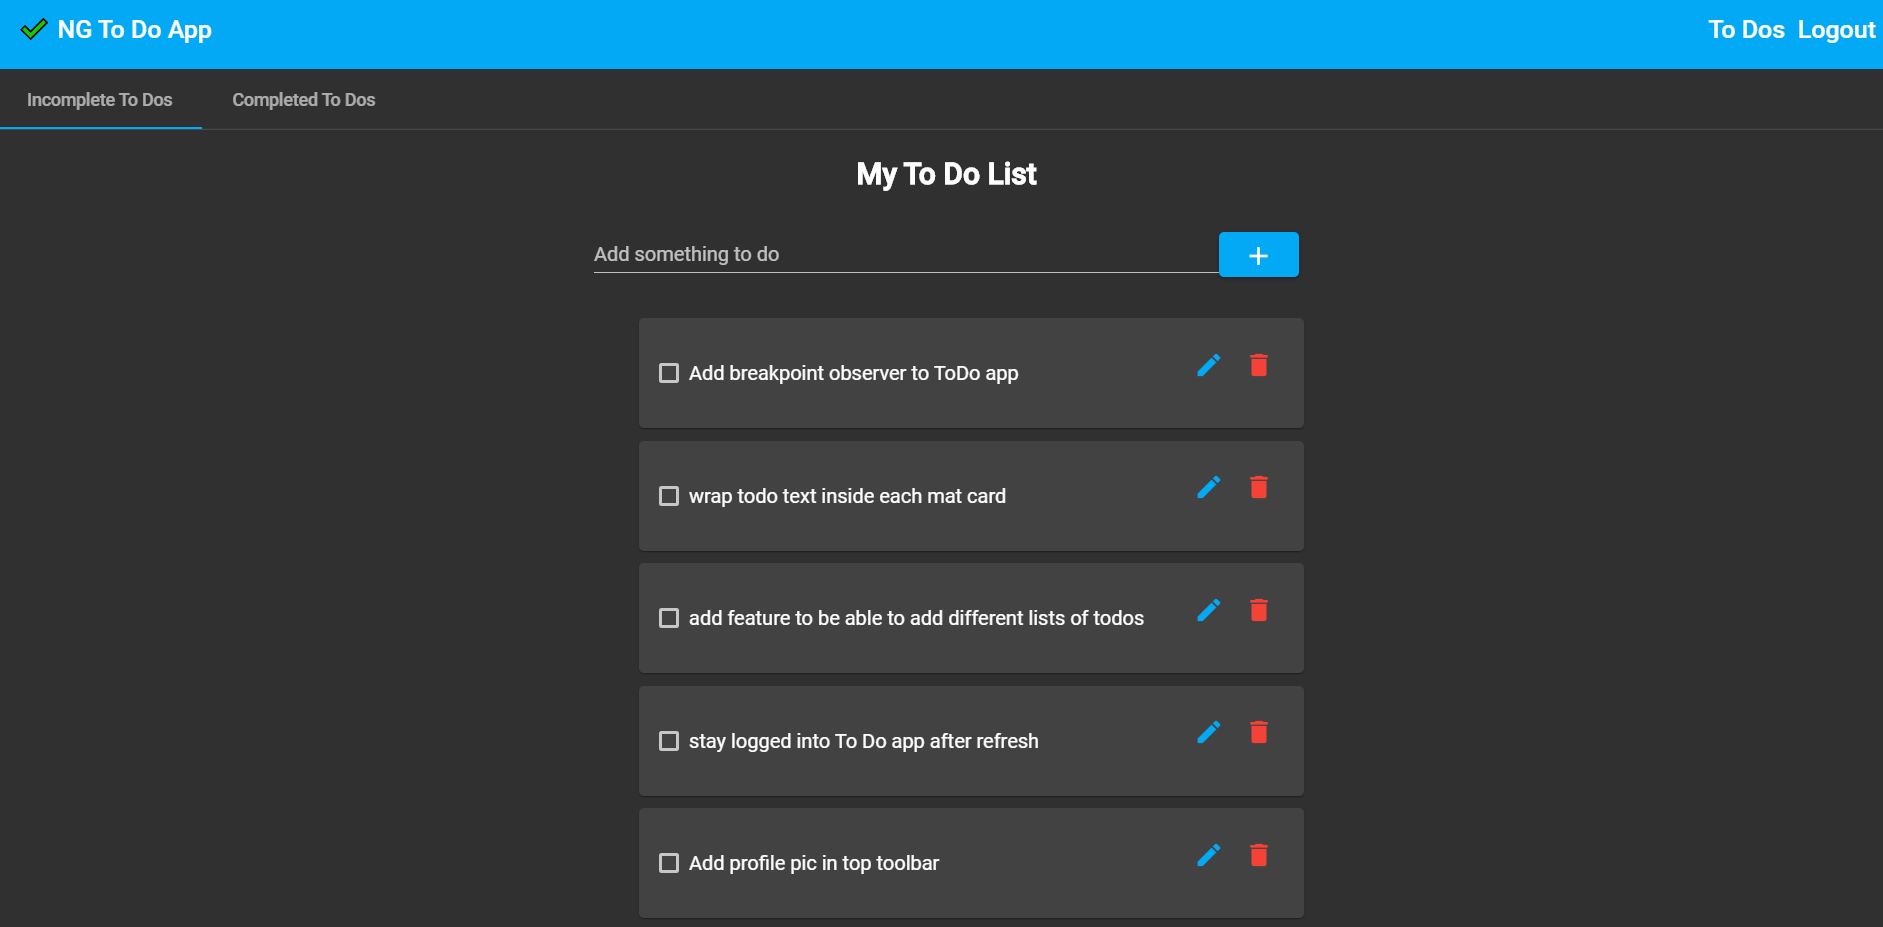 NG To Do App
To Dos Logout
Incomplete To Dos Completed To Dos
My To Do List
Add something to do
Add breakpoint observer to ToDo app
wrap todo text inside each mat card
add feature to be able to add different lists of todos
stay logged into To Do app after refresh
Add profile pic in top toolbar